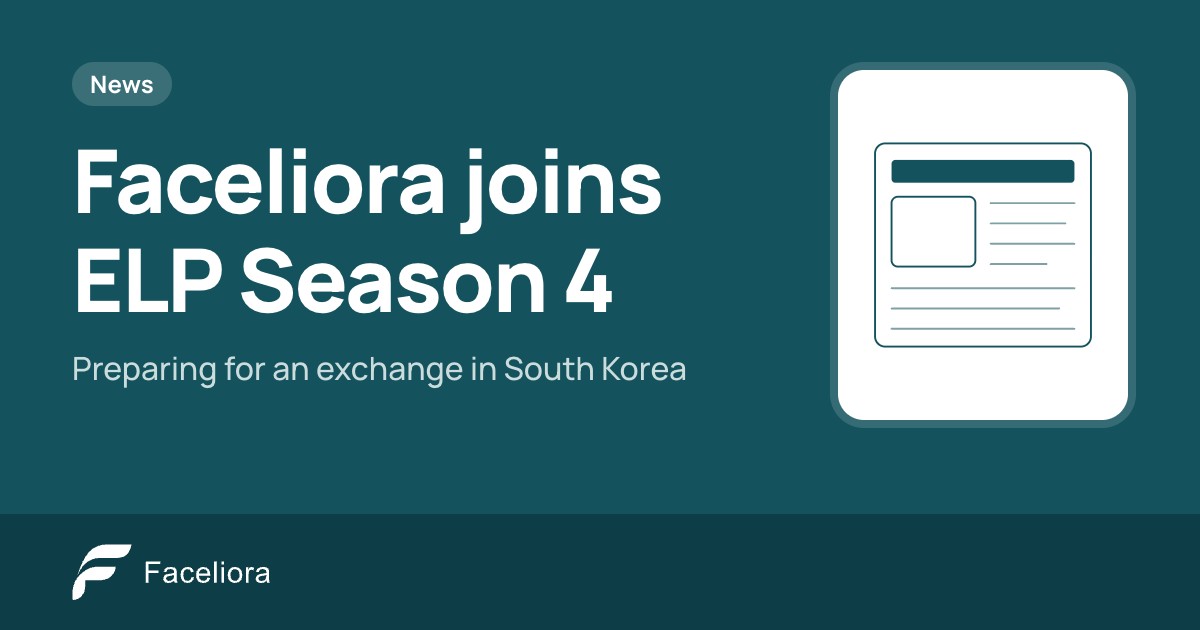 News
Faceliora joins
ELP Season 4
Preparing for an exchange in South Korea
Faceliora